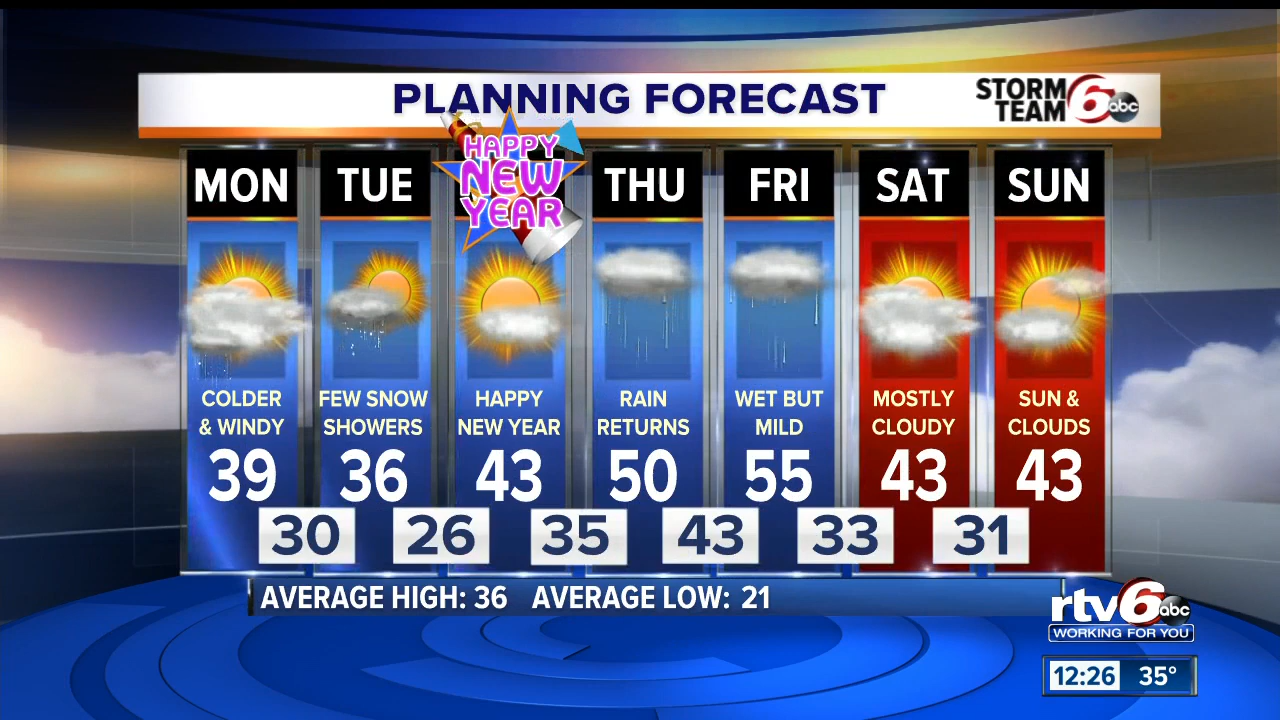 PLANNING FORECAST
STORM
TEAM 6 abc
MON
TUE
HAPPY
NEW
YEAR
THU
FRI
SAT
SUN
COLDER
& WINDY
FEW SNOW
SHOWERS
HAPPY
NEW YEAR
RAIN
RETURNS
WET BUT
MILD
MOSTLY
CLOUDY
SUN &
CLOUDS
39 36 43 50 55 43 43
30 26 35 43 33 31
AVERAGE HIGH: 36 AVERAGE LOW: 21
rtv6 abc
WORKING FOR YOU
12:26 35°